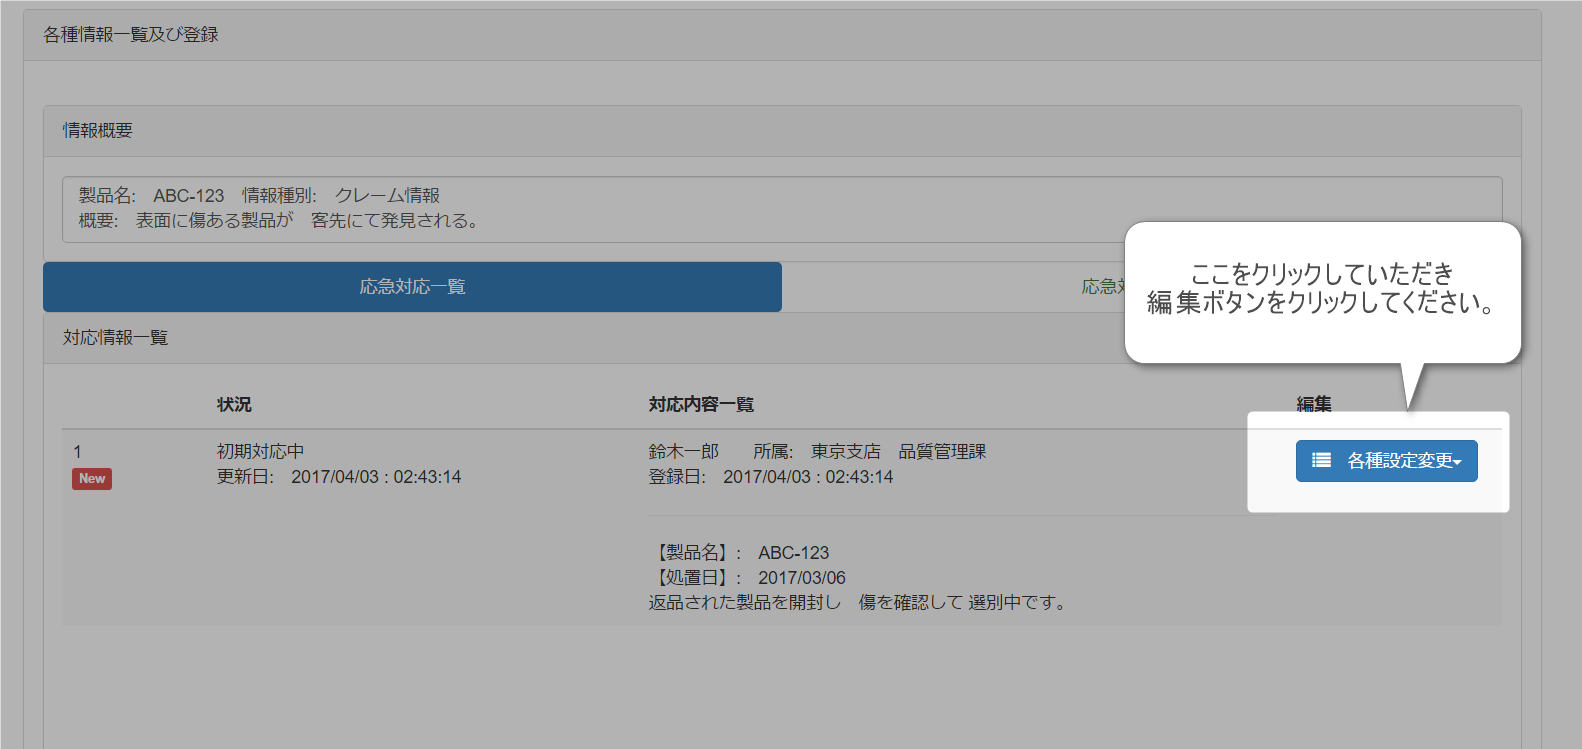 各種情報一覧及び登録
情報概要
製品名:　ABC-123　情報種別:　クレーム情報
概要:　表面に傷ある製品が　客先にて発見される。
ここをクリックしていただき
編集ボタンをクリックしてください。
応急対応一覧
応急
対応情報一覧
状況
対応内容一覧
編集
1
New
初期対応中
更新日:　2017/04/03 : 02:43:14
鈴木一郎　　所属:　東京支店　品質管理課
登録日:　2017/04/03 : 02:43:14
各種設定変更
【製品名】:　ABC-123
【処置日】:　2017/03/06
返品された製品を開封し　傷を確認して 選別中です。